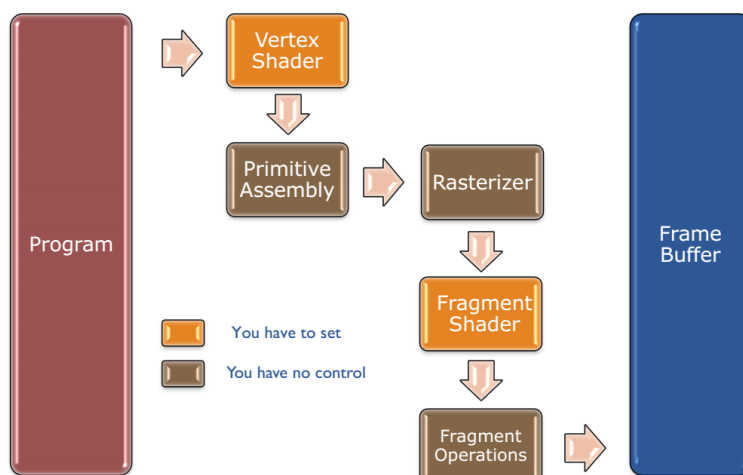 Program
Vertex
Shader
Primitive
Assembly
Rasterizer
Fragment
Shader
Fragment
Operations
Frame
Buffer
You have to set
You have no control